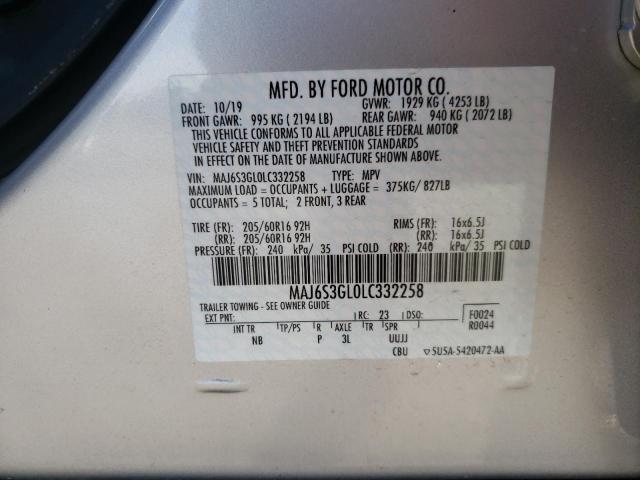 MFD. BY FORD MOTOR CO.
DATE: 10/19 GVWR: 1929 KG ( 4253 LB)
FRONT GAWR: 995 KG ( 2194 LB) REAR GAWR: 940 KG ( 2072 LB)
THIS VEHICLE CONFORMS TO ALL APPLICABLE FEDERAL MOTOR
VEHICLE SAFETY AND THEFT PREVENTION STANDARDS
IN EFFECT ON THE DATE OF MANUFACTURE SHOWN ABOVE.
VIN: MAJ6S3GL0LC332258 TYPE: MPV
MAXIMUM LOAD = OCCUPANTS + LUGGAGE = 375KG/ 827LB
OCCUPANTS = 5 TOTAL; 2 FRONT, 3 REAR
TIRE (FR): 205/60R16 92H RIMS (FR): 16x6.5J
(RR): 205/60R16 92H (RR): 16x6.5J
PRESSURE (FR): 240 kPa/ 35 PSI COLD (RR): 240 kPa/ 35 PSI COLD
MAJ6S3GL0LC332258
TRAILER TOWING - SEE OWNER GUIDE
EXT PNT: RC: 23 DSO: F0024
R0044
INT TR TP/PS R AXLE TR SPR
NB P 3L UUJJ
CBU ▽5U5A-5420472-AA